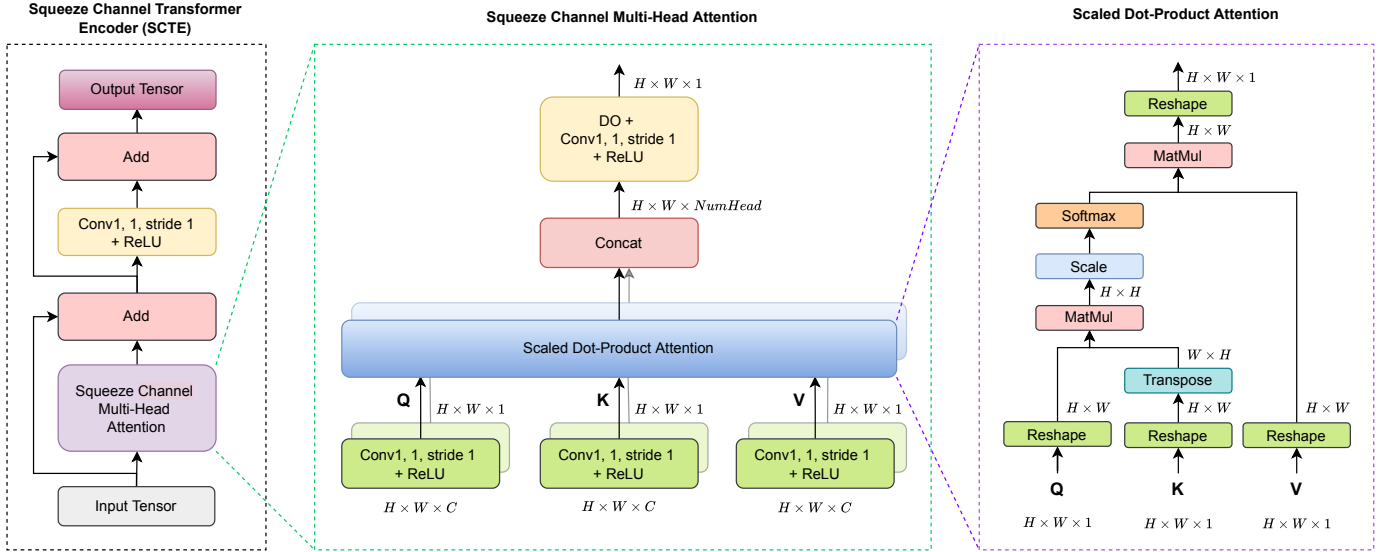 Squeeze Channel Transformer
Encoder (SCTE)
Output Tensor
Add
Conv1, 1, stride 1
+ ReLU
Add
Squeeze Channel
Multi-Head
Attention
Input Tensor
Squeeze Channel Multi-Head Attention
H × W × 1
DO +
Conv1, 1, stride 1
+ ReLU
H × W × NumHead
Concat
Scaled Dot-Product Attention
Q
K
V
H × W × 1
H × W × 1
H × W × 1
Conv1, 1, stride 1
+ ReLU
Conv1, 1, stride 1
+ ReLU
Conv1, 1, stride 1
+ ReLU
H × W × C
H × W × C
H × W × C
Scaled Dot-Product Attention
H × W × 1
Reshape
H × W
MatMul
Softmax
Scale
H × H
MatMul
W × H
Transpose
H × W
H × W
H × W
Reshape
Reshape
Reshape
Q
K
V
H × W × 1
H × W × 1
H × W × 1